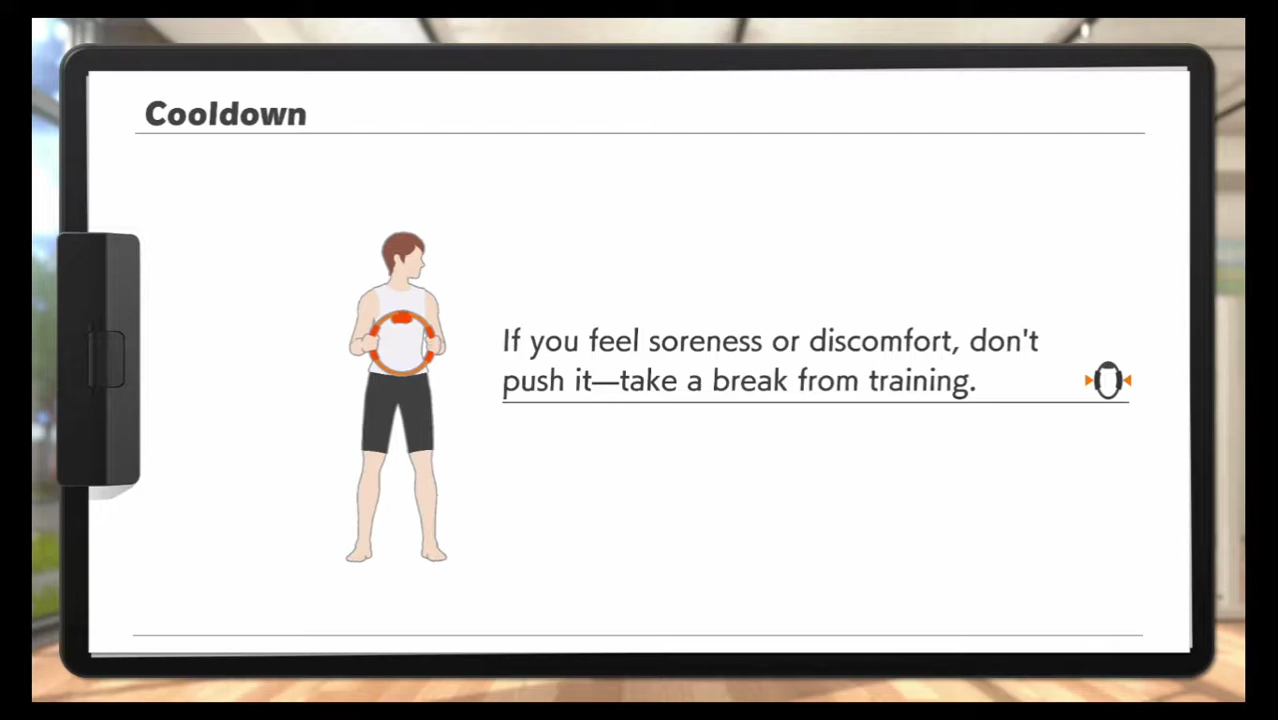 Cooldown
If you feel soreness or discomfort, don't
push it—take a break from training.